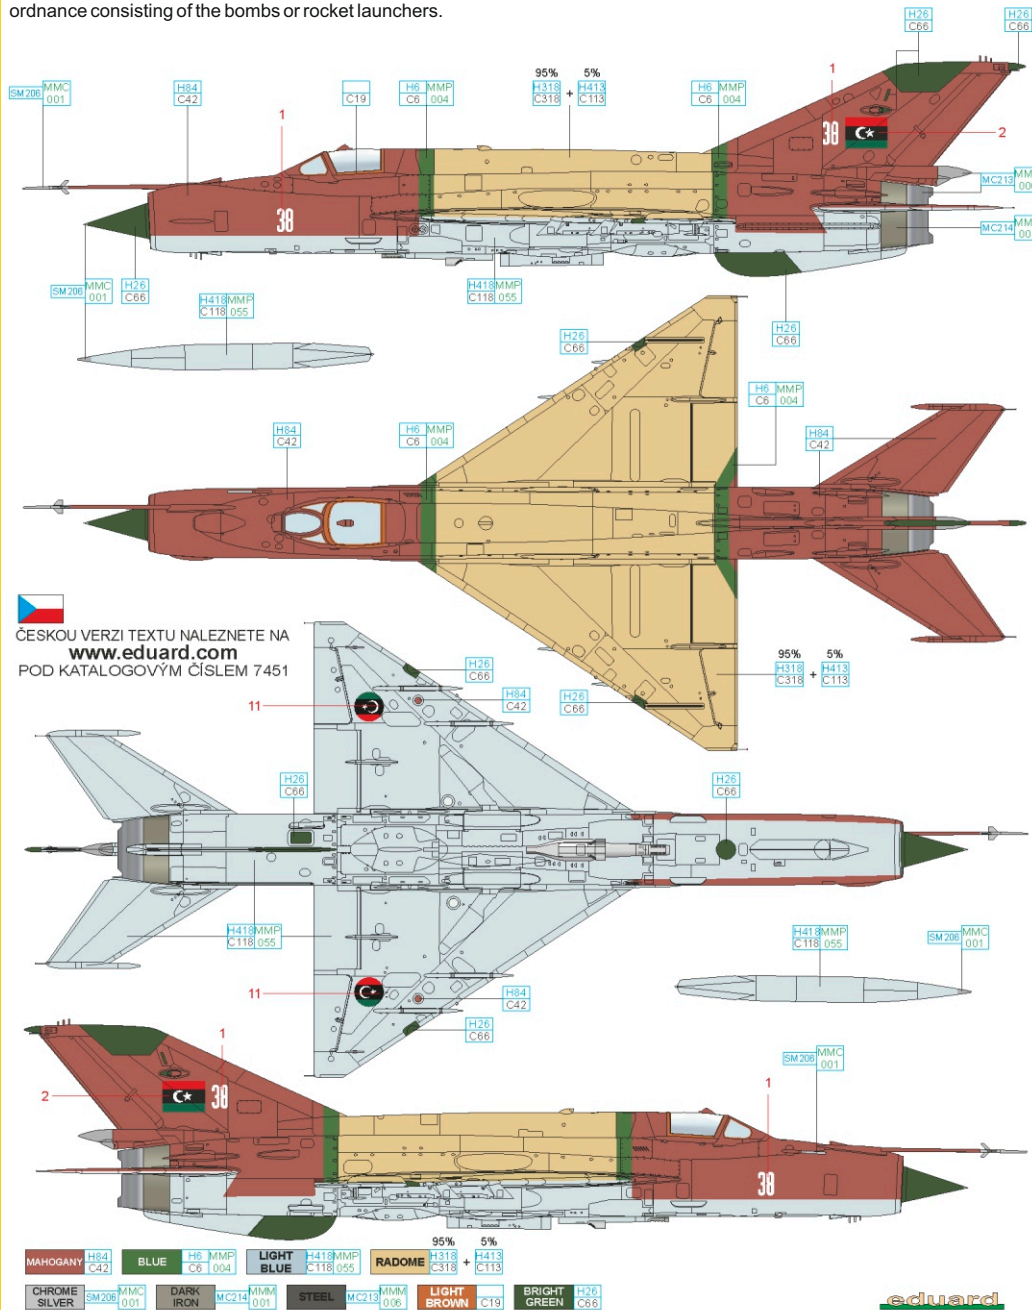 ordnance consisting of the bombs or rocket launchers.
H26
C66
H26
C66
SM 206 MMC
001
H84
C42
1
C19
H6 MMP
C6 004
95% 5%
H318 + H413
C318 C113
H6 MMP
C6 004
1
38
2
MC213
MC214
38
SM 206 MMC
001
H26
C66
H418 MMP
C118 055
H418 MMP
C118 055
H26
C66
H26
C66
H6 MMP
C6 004
H84
C42
H6 MMP
C6 004
H84
C42
ČESKOU VERZI TEXTU NALEZNETE NA
www.eduard.com
POD KATALOGOVÝM ČÍSLEM 7451
95% 5%
H318 + H413
C318 C113
H26
C66
11
H84
C42
H26
C66
H26
C66
H26
C66
H418 MMP
C118 055
H418 MMP
C118 055
SM 206 MMC
001
11
H84
C42
H26
C66
1
2
38
SM 206 MMC
001
1
38
MAHOGANY H84
C42
BLUE H6 MMP
C6 004
LIGHT BLUE H418 MMP
C118 055
RADOME 95% 5%
H318 + H413
C318 C113
CHROME SILVER SM 206 MMC
001
DARK IRON MC214 MMM
001
STEEL MC213 MMM
006
LIGHT BROWN C19
BRIGHT GREEN H26
C66
eduard